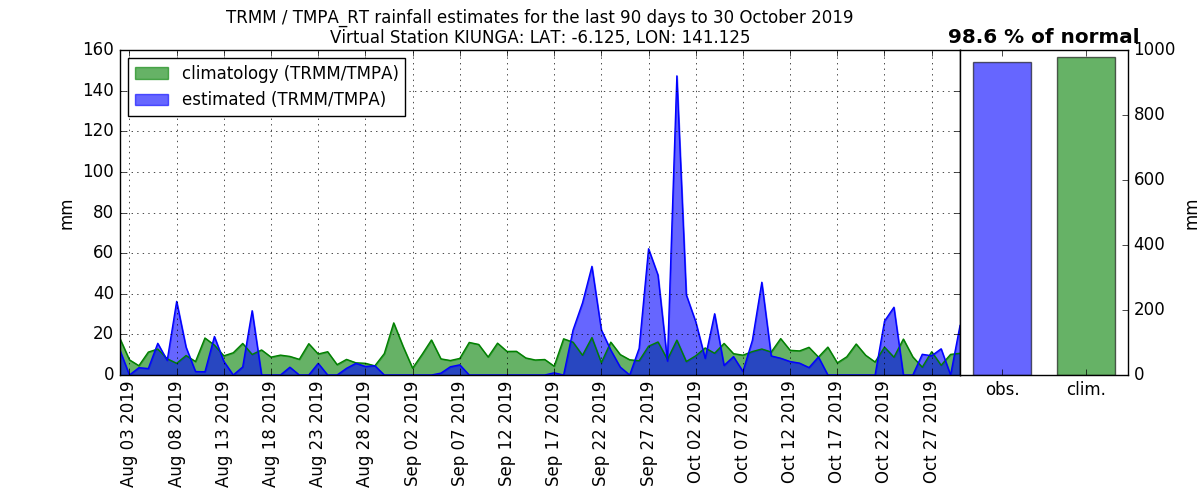 TRMM / TMPA_RT rainfall estimates for the last 90 days to 30 October 2019
Virtual Station KIUNGA: LAT: -6.125, LON: 141.125
98.6 % of normal
climatology (TRMM/TMPA)
estimated (TRMM/TMPA)
160
140
120
100
80
60
40
20
0
mm
1000
800
600
400
200
0
mm
Aug 03 2019
Aug 08 2019
Aug 13 2019
Aug 18 2019
Aug 23 2019
Aug 28 2019
Sep 02 2019
Sep 07 2019
Sep 12 2019
Sep 17 2019
Sep 22 2019
Sep 27 2019
Oct 02 2019
Oct 07 2019
Oct 12 2019
Oct 17 2019
Oct 22 2019
Oct 27 2019
obs.
clim.